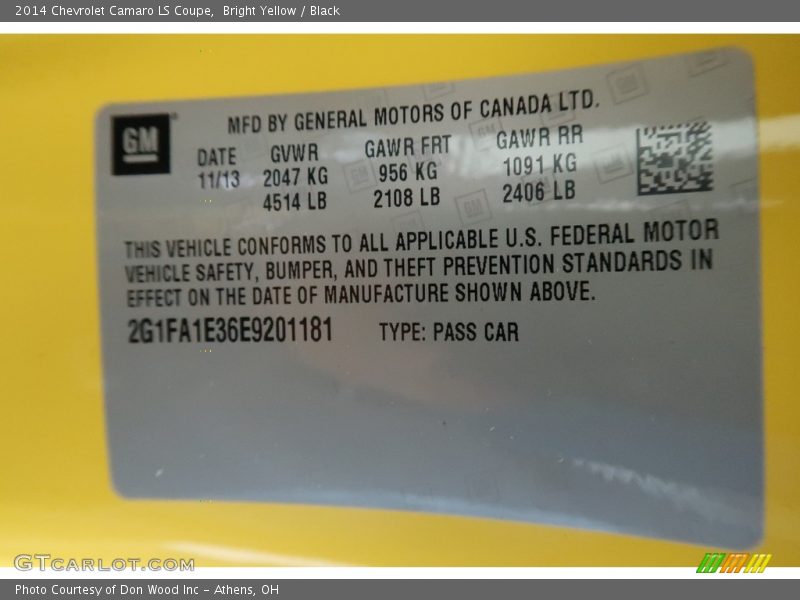 2014 Chevrolet Camaro LS Coupe, Bright Yellow / Black
GM
MFD BY GENERAL MOTORS OF CANADA LTD.
DATE GVWR GAWR FRT GAWR RR
11/13 2047 KG 956 KG 1091 KG
4514 LB 2108 LB 2406 LB
THIS VEHICLE CONFORMS TO ALL APPLICABLE U.S. FEDERAL MOTOR
VEHICLE SAFETY, BUMPER, AND THEFT PREVENTION STANDARDS IN
EFFECT ON THE DATE OF MANUFACTURE SHOWN ABOVE.
2G1FA1E36E9201181 TYPE: PASS CAR
GTCARLOT.COM
Photo Courtesy of Don Wood Inc - Athens, OH